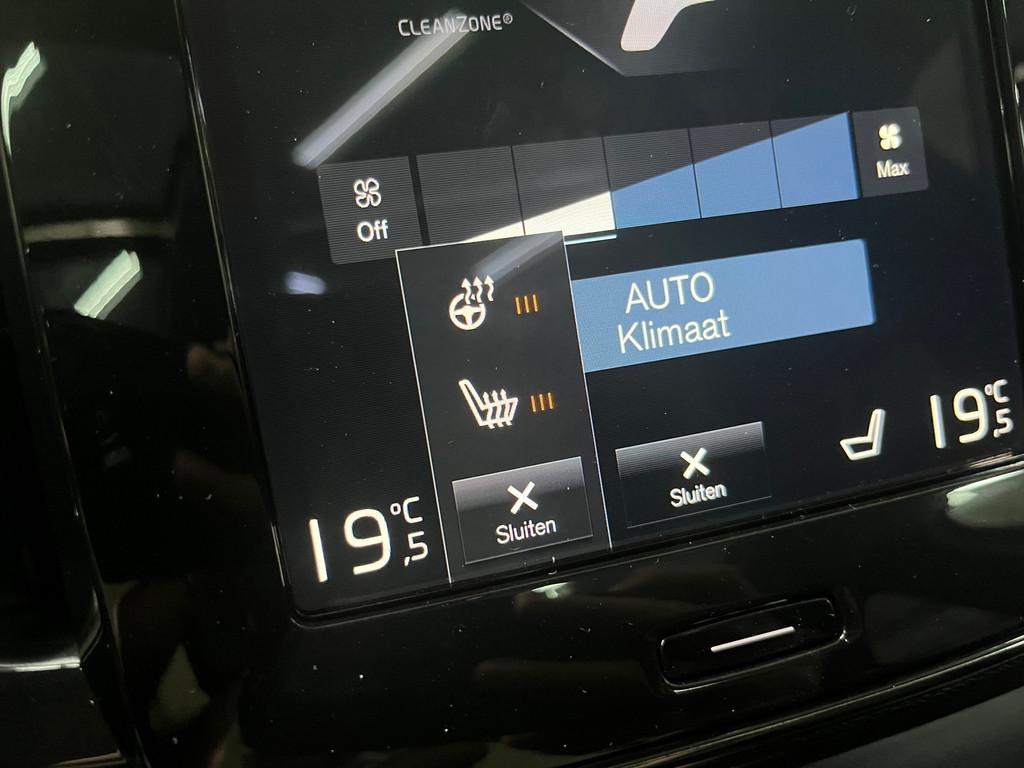 CLEANZONE®
Off
Max
AUTO
Klimaat
19,5 °C
Sluiten
Sluiten
19,5 °C